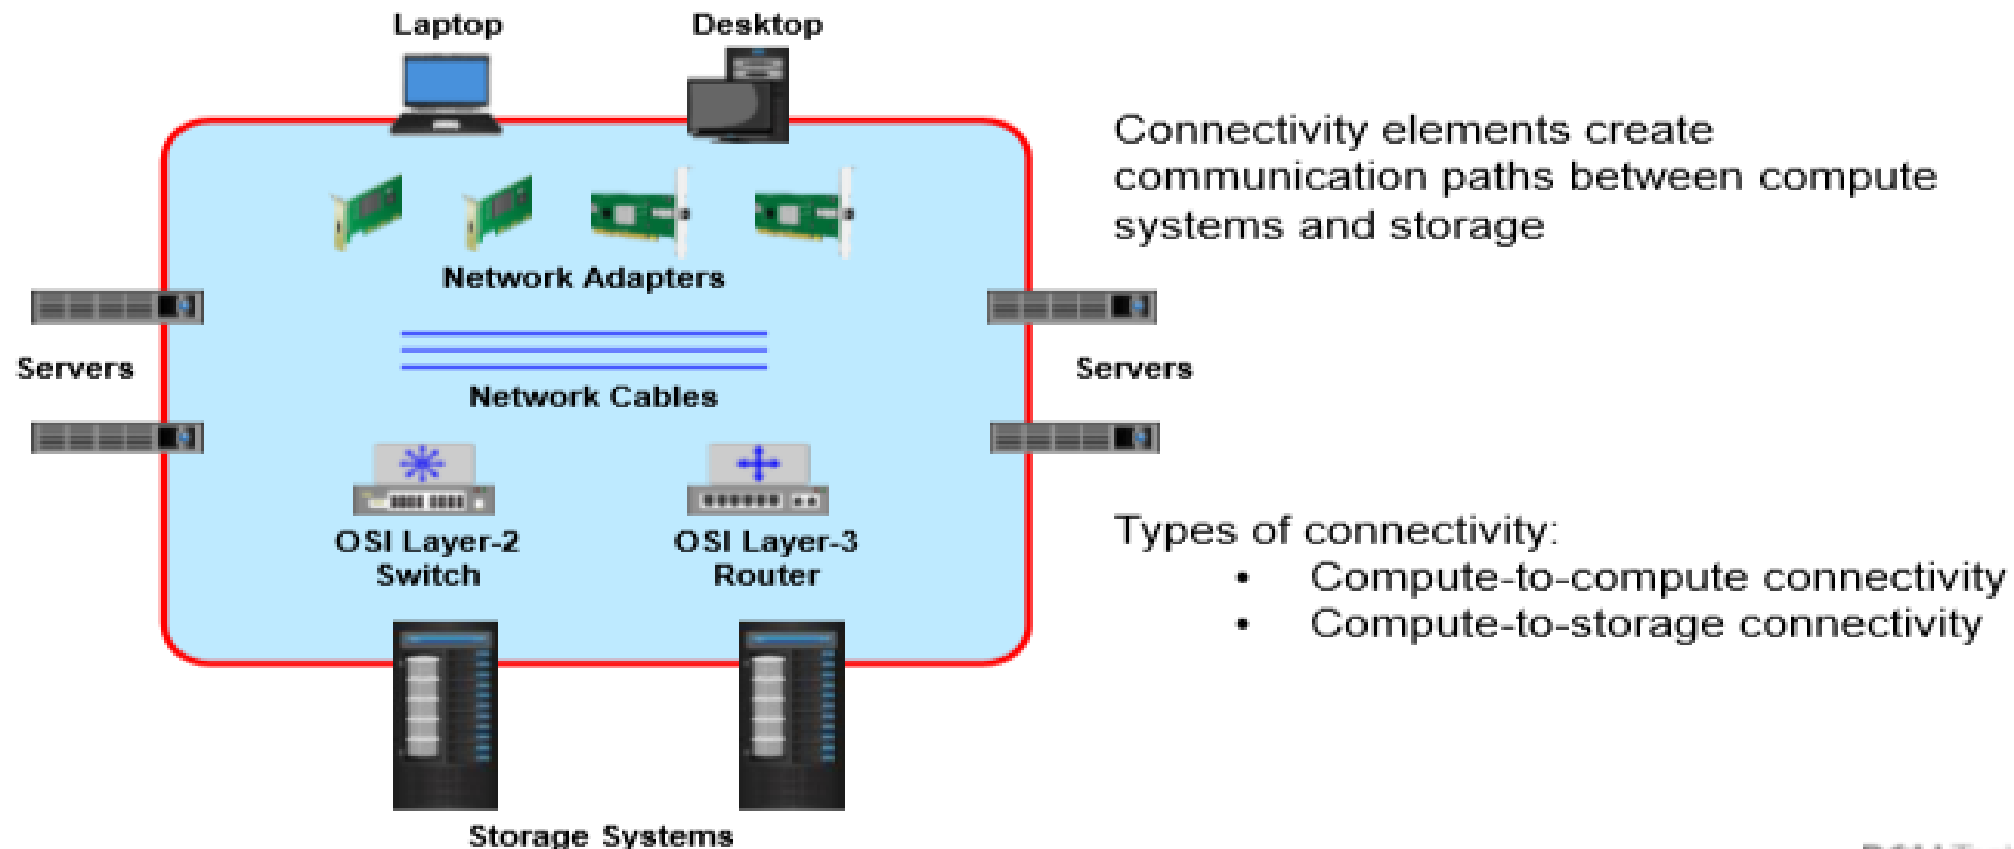 Laptop
Desktop
Connectivity elements create
communication paths between compute
systems and storage
Network Adapters
Servers
Servers
Network Cables
OSI Layer-2
Switch
OSI Layer-3
Router
Types of connectivity:
• Compute-to-compute connectivity
• Compute-to-storage connectivity
Storage Systems